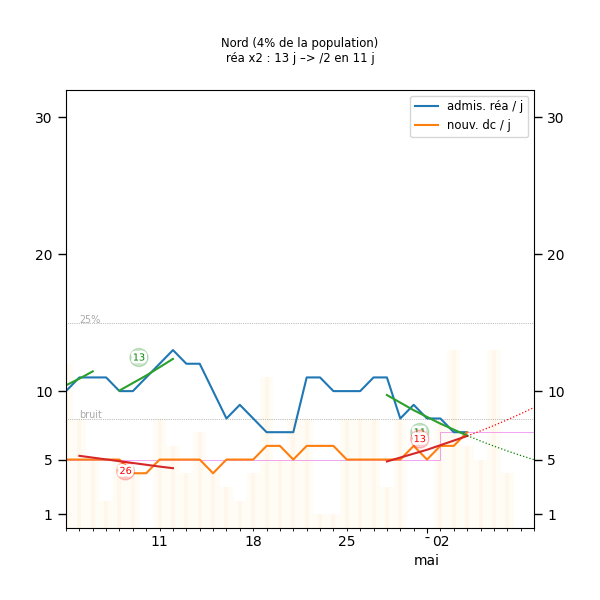 Nord (4% de la population)
réa x2 : 13 j –> /2 en 11 j
admis. réa / j
nouv. dc / j
30 30
20 20
25%
13
10 10
bruit
13
26
5 5
1 1
11 18 25 02
mai